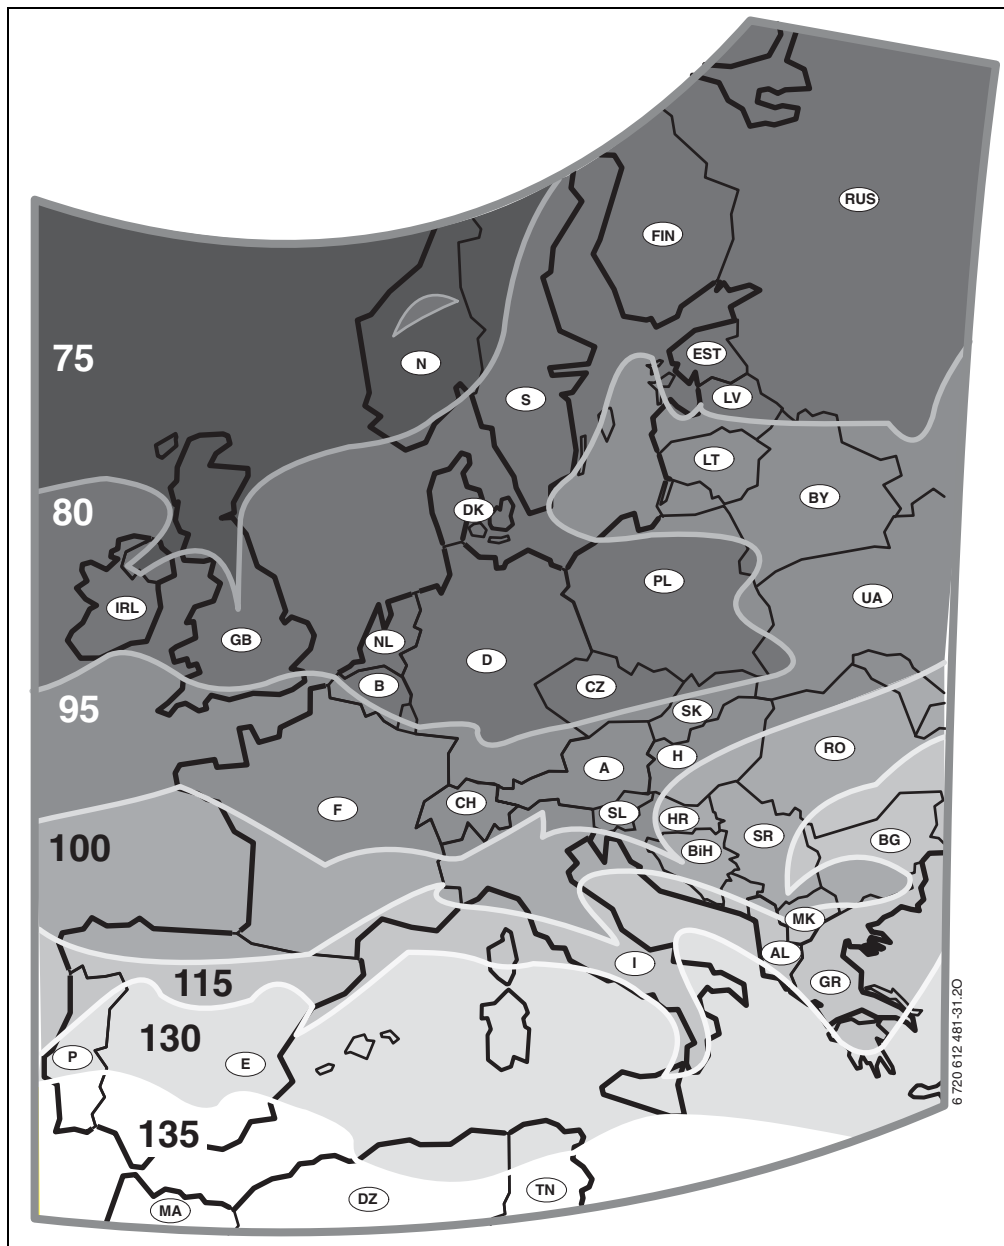 RUS
FIN
75
N
EST
S
LV
LT
80
DK
BY
PL
IRL
UA
GB
NL
D
95
B
CZ
SK
RO
H
A
F
CH
SL
HR
SR
100
BiH
BG
MK
AL
I
115
GR
130
P
E
135
MA
DZ
TN
6 720 612 481-31.2O